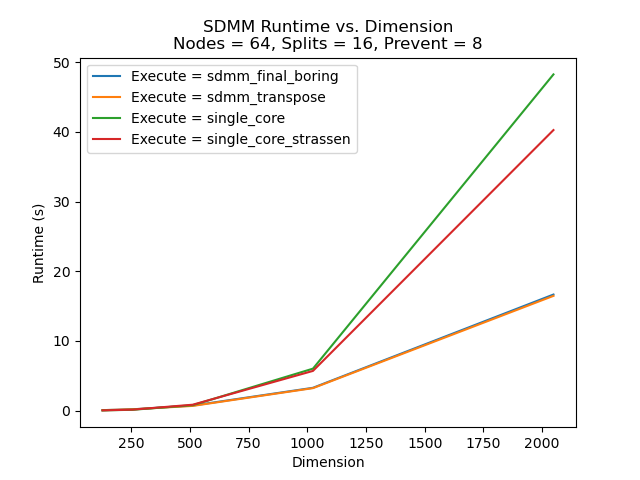 SDMM Runtime vs. Dimension
Nodes = 64, Splits = 16, Prevent = 8
Execute = sdmm_final_boring
Execute = sdmm_transpose
Execute = single_core
Execute = single_core_strassen
50
40
30
20
10
0
Runtime (s)
250 500 750 1000 1250 1500 1750 2000
Dimension